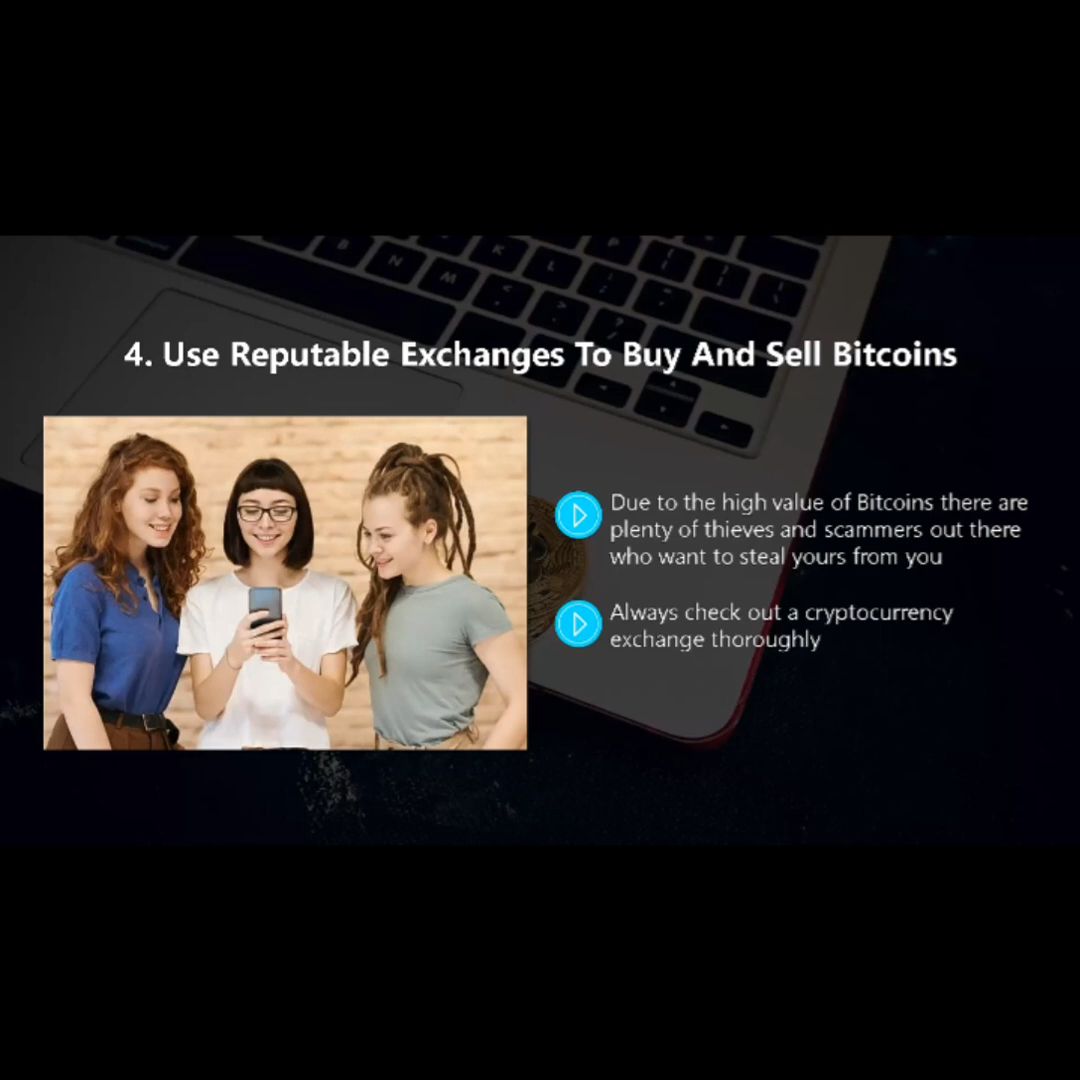 4. Use Reputable Exchanges To Buy And Sell Bitcoins
Due to the high value of Bitcoins there are
plenty of thieves and scammers out there
who want to steal yours from you
Always check out a cryptocurrency
exchange thoroughly